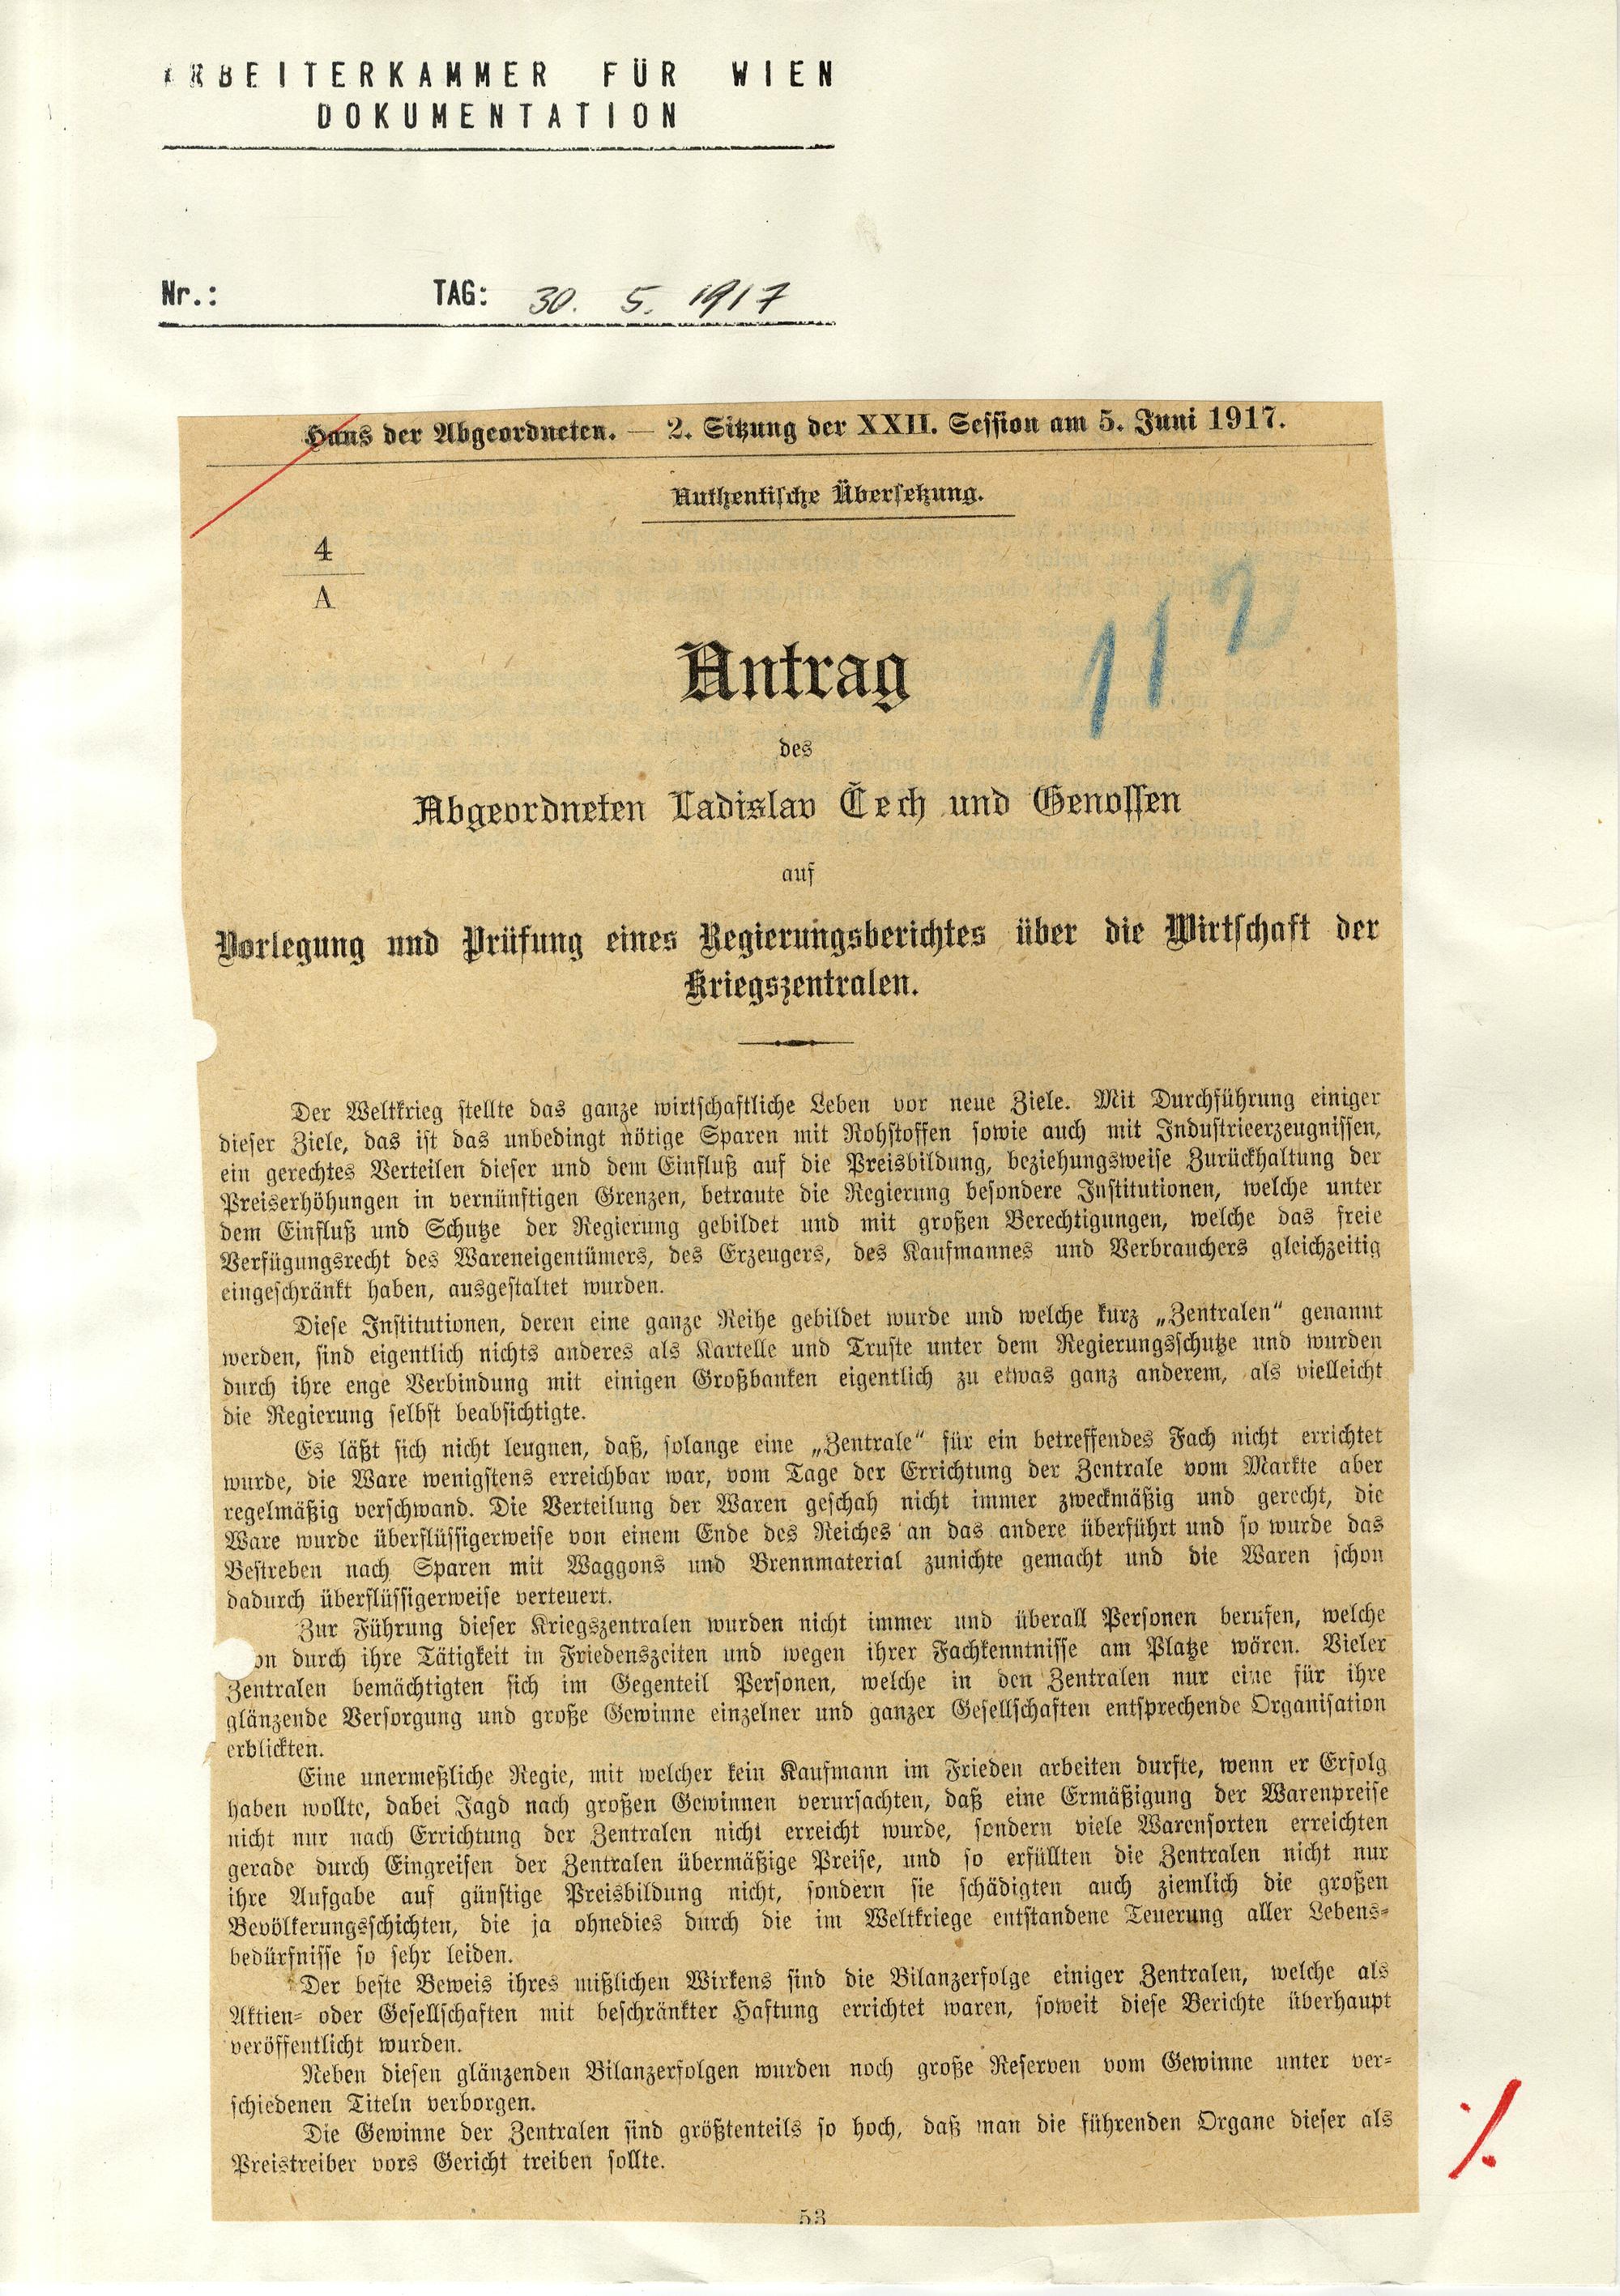 ARBEITERKAMMER FÜR WIEN
DOKUMENTATION
Nr.: TAG: 30. 5. 1917
Haus der Abgeordneten. — 2. Sitzung der XXII. Session am 5. Juni 1917.
Authentische Übersetzung.
4
A
112
Antrag
des
Abgeordneten Ladislav Čech und Genossen
auf
Vorlegung und Prüfung eines Regierungsberichtes über die Wirtschaft der
Kriegszentralen.
Der Weltkrieg stellte das ganze wirtschaftliche Leben vor neue Ziele. Mit Durchführung einiger
dieser Ziele, das ist das unbedingt nötige Sparen mit Rohstoffen sowie auch mit Industrieerzeugnissen,
ein gerechtes Verteilen dieser und dem Einfluß auf die Preisbildung, beziehungsweise Zurückhaltung der
Preiserhöhungen in vernünftigen Grenzen, betraute die Regierung besondere Institutionen, welche unter
dem Einfluß und Schutze der Regierung gebildet und mit großen Berechtigungen, welche das freie
Verfügungsrecht des Wareneigentümers, des Erzeugers, des Kaufmannes und Verbrauchers gleichzeitig
eingeschränkt haben, ausgestaltet wurden.
Diese Institutionen, deren eine ganze Reihe gebildet wurde und welche kurz „Zentralen“ genannt
werden, sind eigentlich nichts anderes als Kartelle und Truste unter dem Regierungsschutze und wurden
durch ihre enge Verbindung mit einigen Großbanken eigentlich zu etwas ganz anderem, als vielleicht
die Regierung selbst beabsichtigte.
Es läßt sich nicht leugnen, daß, solange eine „Zentrale“ für ein betreffendes Fach nicht errichtet
wurde, die Ware wenigstens erreichbar war, vom Tage der Errichtung der Zentrale vom Markte aber
regelmäßig verschwand. Die Verteilung der Waren geschah nicht immer zweckmäßig und gerecht, die
Ware wurde überflüssigerweise von einem Ende des Reiches an das andere überführt und so wurde das
Bestreben nach Sparen mit Waggons und Brennmaterial zunichte gemacht und die Waren schon
dadurch überflüssigerweise verteuert.
Zur Führung dieser Kriegszentralen wurden nicht immer und überall Personen berufen, welche
on durch ihre Tätigkeit in Friedenszeiten und wegen ihrer Fachkenntnisse am Platze wären. Vieler
Zentralen bemächtigten sich im Gegenteil Personen, welche in den Zentralen nur eine für ihre
glänzende Versorgung und große Gewinne einzelner und ganzer Gesellschaften entsprechende Organisation
erblickten.
Eine unermeßliche Regie, mit welcher kein Kaufmann im Frieden arbeiten durfte, wenn er Erfolg
haben wollte, dabei Jagd nach großen Gewinnen verursachten, daß eine Ermäßigung der Warenpreise
nicht nur nach Errichtung der Zentralen nicht erreicht wurde, sondern viele Warensorten erreichten
gerade durch Eingreifen der Zentralen übermäßige Preise, und so erfüllten die Zentralen nicht nur
ihre Aufgabe auf günstige Preisbildung nicht, sondern sie schädigten auch ziemlich die großen
Bevölkerungsschichten, die ja ohnedies durch die im Weltkriege entstandene Teuerung aller Lebens-
bedürfnisse so sehr leiden.
Der beste Beweis ihres mißlichen Wirkens sind die Bilanzerfolge einiger Zentralen, welche als
Aktien- oder Gesellschaften mit beschränkter Haftung errichtet waren, soweit diese Berichte überhaupt
veröffentlicht wurden.
Neben diesen glänzenden Bilanzerfolgen wurden noch große Reserven vom Gewinne unter ver-
schiedenen Titeln verborgen.
Die Gewinne der Zentralen sind größtenteils so hoch, daß man die führenden Organe dieser als
Preistreiber vors Gericht treiben sollte.
53
./.